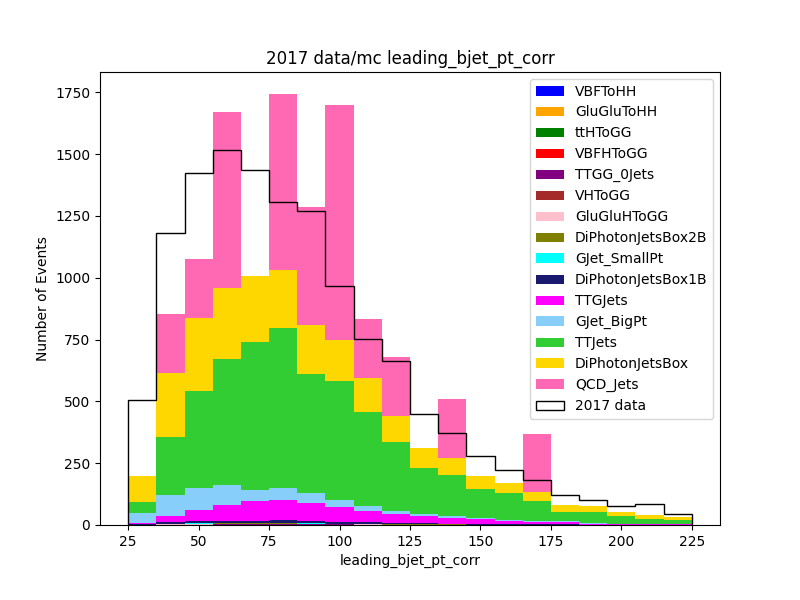 2017 data/mc leading_bjet_pt_corr
Number of Events
1750
1500
1250
1000
750
500
250
0
25
50
75
100
125
150
175
200
225
leading_bjet_pt_corr
VBFToHH
GluGluToHH
ttHToGG
VBFHToGG
TTGG_0Jets
VHToGG
GluGluHToGG
DiPhotonJetsBox2B
GJet_SmallPt
DiPhotonJetsBox1B
TTGJets
GJet_BigPt
TTJets
DiPhotonJetsBox
QCD_Jets
2017 data